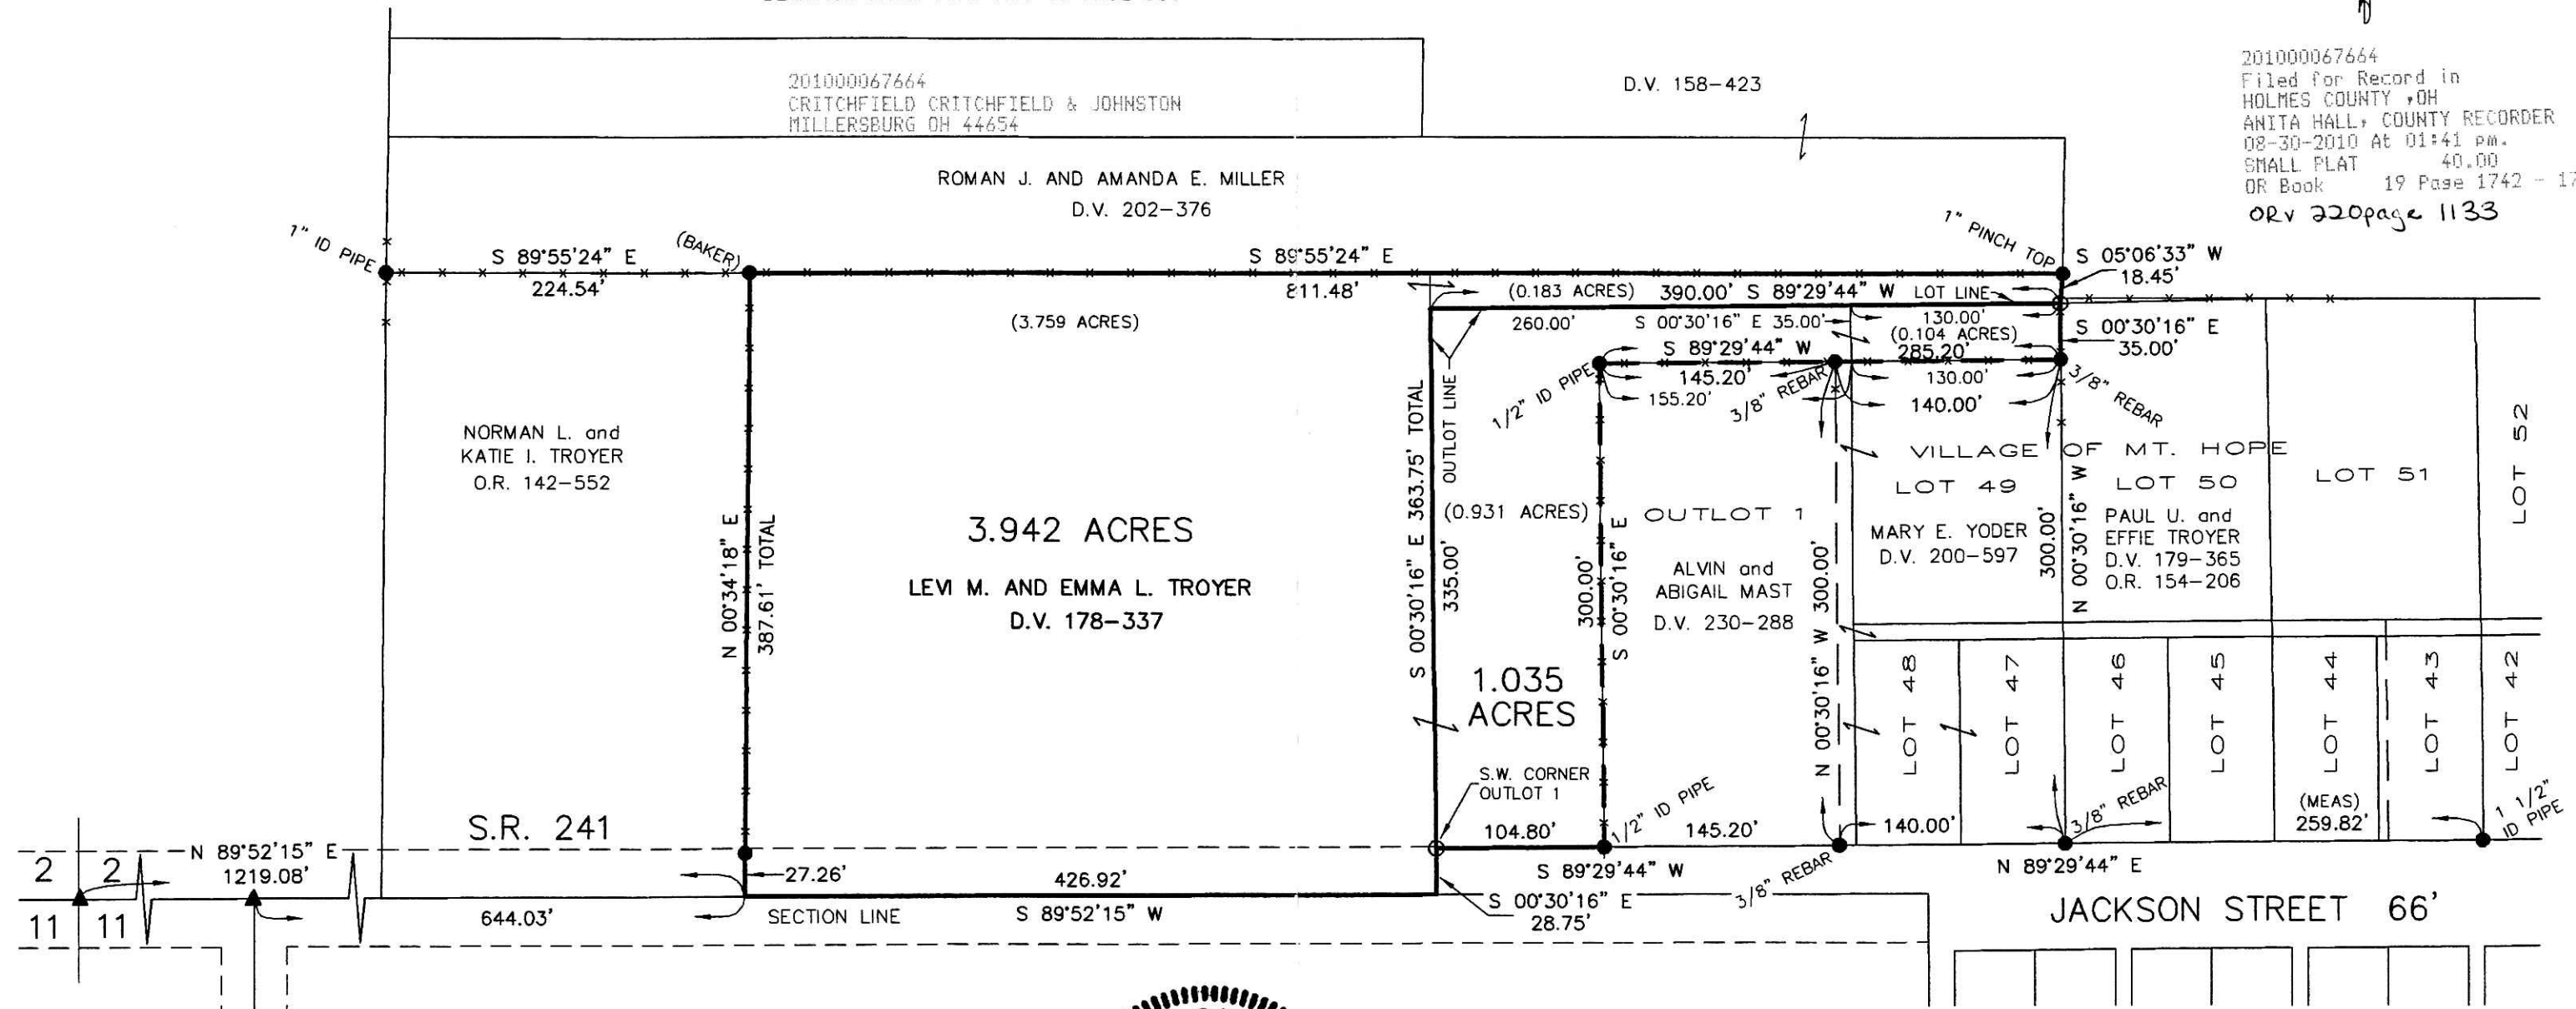 201000067664
CRITCHFIELD CRITCHFIELD & JOHNSTON
MILLERSBURG OH 44654
D.V. 158-423
201000067664
Filed for Record in
HOLMES COUNTY ,OH
ANITA HALL, COUNTY RECORDER
08-30-2010 At 01:41 pm.
SMALL PLAT 40.00
OR Book 19 Page 1742 - 17
ORV 220page 1133
ROMAN J. AND AMANDA E. MILLER
D.V. 202-376
1" ID PIPE
S 89°55'24" E
224.54'
(BAKER)
S 89°55'24" E
811.48'
1" PINCH TOP
S 05°06'33" W
18.45'
(0.183 ACRES) 390.00' S 89°29'44" W LOT LINE
(3.759 ACRES)
260.00'
S 00°30'16" E 35.00'
130.00'
(0.104 ACRES)
S 00°30'16" E
35.00'
S 89°29'44" W
285.20'
145.20'
130.00'
155.20'
140.00'
1/2" ID PIPE
3/8" REBAR
3/8" REBAR
OUTLOT LINE
NORMAN L. and
KATIE I. TROYER
O.R. 142-552
N 00°34'18" E
387.61' TOTAL
3.942 ACRES
LEVI M. AND EMMA L. TROYER
D.V. 178-337
S 00°30'16" E 363.75' TOTAL
335.00'
(0.931 ACRES)
300.00'
S 00°30'16" E
OUTLOT 1
ALVIN and
ABIGAIL MAST
D.V. 230-288
N 00°30'16" W 300.00'
VILLAGE OF MT. HOPE
LOT 49
MARY E. YODER
D.V. 200-597
300.00'
N 00°30'16" W
LOT 50
PAUL U. and
EFFIE TROYER
D.V. 179-365
O.R. 154-206
LOT 51
LOT 52
1.035
ACRES
LOT 48
LOT 47
LOT 46
LOT 45
LOT 44
LOT 43
LOT 42
S.W. CORNER
OUTLOT 1
104.80'
1/2" ID PIPE
145.20'
140.00'
3/8" REBAR
(MEAS)
259.82'
1 1/2"
ID PIPE
S.R. 241
N 89°52'15" E
1219.08'
2 2
11 11
644.03'
27.26'
SECTION LINE
426.92'
S 89°52'15" W
S 89°29'44" W
S 00°30'16" E
28.75'
3/8" REBAR
3/8" REBAR
N 89°29'44" E
JACKSON STREET 66'